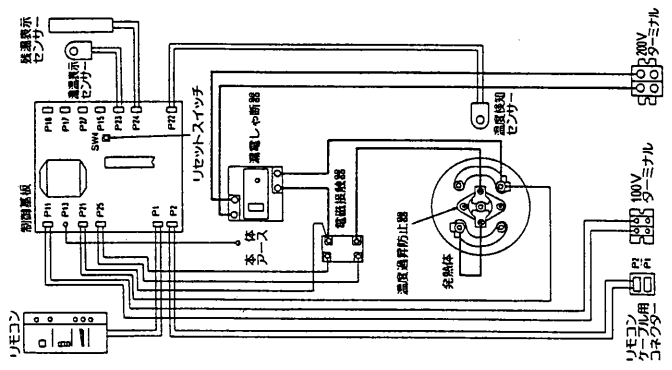 残温表示
センサー
沸温表示
センサー
制御基板
P16
P17
P27
P15
P23
P24
P22
SW4
P14
P13
P21
P25
P1
P2
リセットスイッチ
漏電しゃ断器
本体
アース
電磁接触器
温度過昇防止器
発熱体
温度検知
センサー
200V
ターミナル
100V
ターミナル
P2
P1
リモコン
ケーブル用
コネクター
リモコン